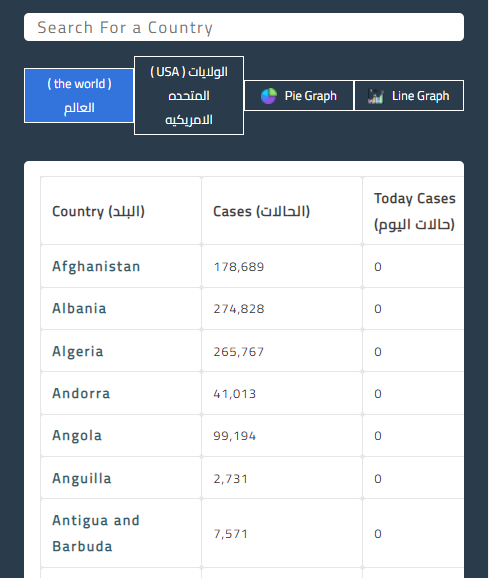 Search For a Country
( the world )
العالم
( USA ) الولايات
المتحده
الامريكيه
Pie Graph
Line Graph
Country (البلد)
Cases (الحالات)
Today Cases
(حالات اليوم)
Afghanistan 178,689 0
Albania 274,828 0
Algeria 265,767 0
Andorra 41,013 0
Angola 99,194 0
Anguilla 2,731 0
Antigua and
Barbuda 7,571 0